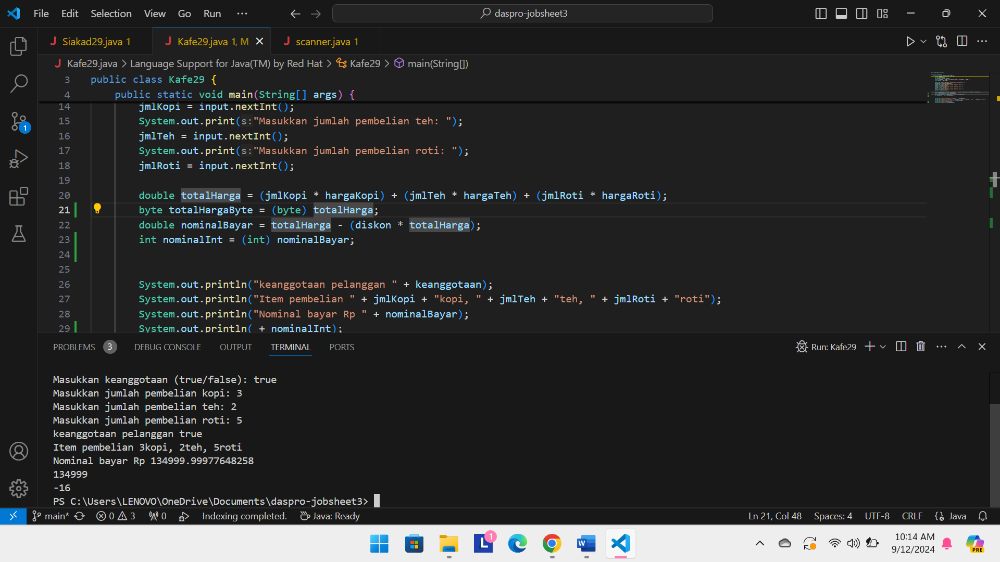 File Edit Selection View Go Run ··· daspro-jobsheet3
Siakad29.java 1 Kafe29.java 1, M scanner.java 1
Kafe29.java > Language Support for Java(TM) by Red Hat > Kafe29 > main(String[])
3 public class Kafe29 {
4 public static void main(String[] args) {
14 jmlKopi = input.nextInt();
15 System.out.print(s:"Masukkan jumlah pembelian teh: ");
16 jmlTeh = input.nextInt();
17 System.out.print(s:"Masukkan jumlah pembelian roti: ");
18 jmlRoti = input.nextInt();
19
20 double totalHarga = (jmlKopi * hargaKopi) + (jmlTeh * hargaTeh) + (jmlRoti * hargaRoti);
21 byte totalHargaByte = (byte) totalHarga;
22 double nominalBayar = totalHarga - (diskon * totalHarga);
23 int nominalInt = (int) nominalBayar;
24
25
26 System.out.println("keanggotaan pelanggan " + keanggotaan);
27 System.out.println("Item pembelian " + jmlKopi + "kopi, " + jmlTeh + "teh, " + jmlRoti + "roti");
28 System.out.println("Nominal bayar Rp " + nominalBayar);
29 System.out.println( + nominalInt);
PROBLEMS 3 DEBUG CONSOLE OUTPUT TERMINAL PORTS Run: Kafe29
Masukkan keanggotaan (true/false): true
Masukkan jumlah pembelian kopi: 3
Masukkan jumlah pembelian teh: 2
Masukkan jumlah pembelian roti: 5
keanggotaan pelanggan true
Item pembelian 3kopi, 2teh, 5roti
Nominal bayar Rp 134999.99977648258
134999
-16
PS C:\Users\LENOVO\OneDrive\Documents\daspro-jobsheet3>
1
main* 0 3 0 Indexing completed. Java: Ready Ln 21, Col 48 Spaces: 4 UTF-8 CRLF Java
L 1 W 10:14 AM
9/12/2024 PRE